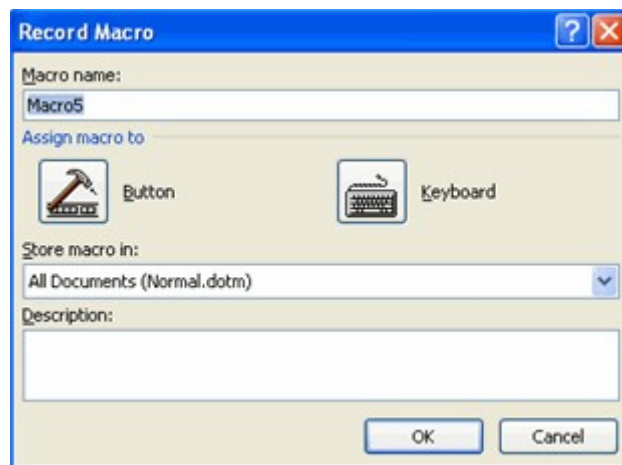 Record Macro
Macro name:
Macro5
Assign macro to
Button Keyboard
Store macro in:
All Documents (Normal.dotm)
Description:
OK Cancel